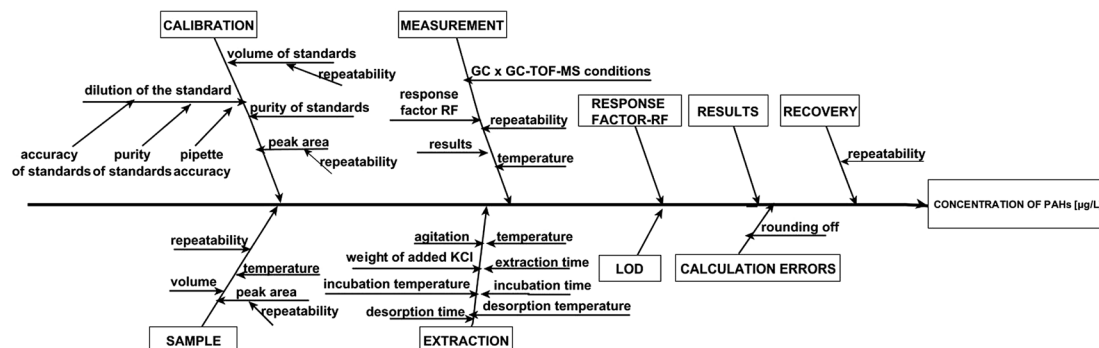 CALIBRATION
volume of standards
repeatability
dilution of the standard
purity of standards
accuracy
of standards
purity
of standards
pipette
accuracy
peak area
repeatability
MEASUREMENT
GC x GC-TOF-MS conditions
response
factor RF
repeatability
results
temperature
RESPONSE
FACTOR-RF
RESULTS
RECOVERY
repeatability
CONCENTRATION OF PAHs [µg/L
repeatability
temperature
volume
peak area
repeatability
SAMPLE
agitation
temperature
weight of added KCl
extraction time
incubation temperature
incubation time
desorption time
desorption temperature
EXTRACTION
LOD
rounding off
CALCULATION ERRORS